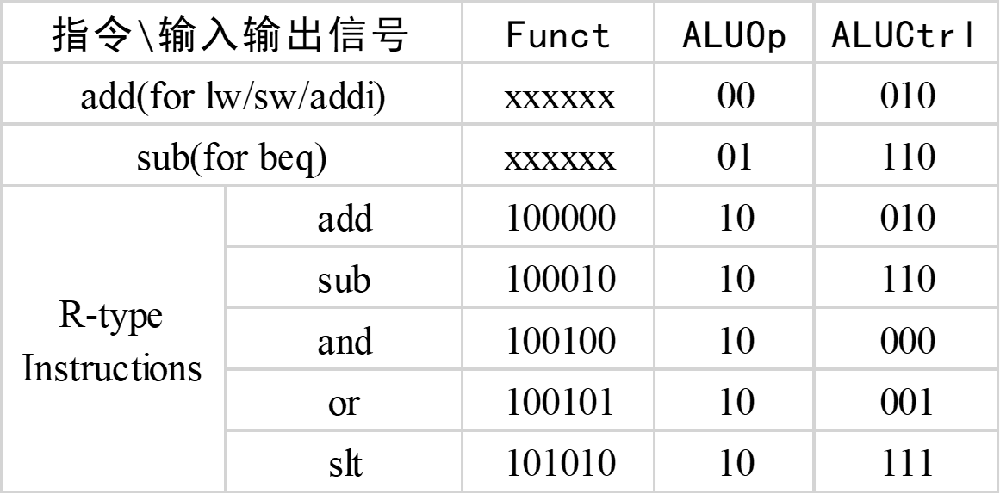 指令\输入输出信号 Funct ALUOp ALUCtrl
add(for lw/sw/addi) xxxxxx 00 010
sub(for beq) xxxxxx 01 110
R-type
Instructions
add 100000 10 010
sub 100010 10 110
and 100100 10 000
or 100101 10 001
slt 101010 10 111